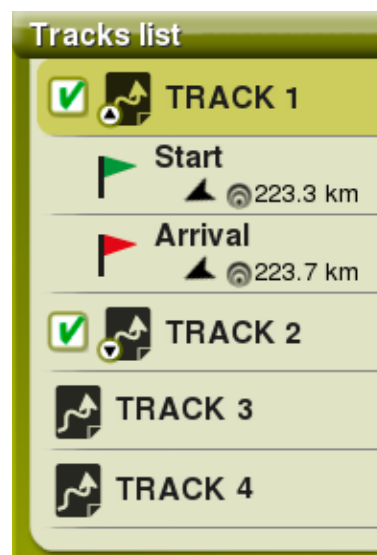 Tracks list
TRACK 1
Start
223.3 km
Arrival
223.7 km
TRACK 2
TRACK 3
TRACK 4